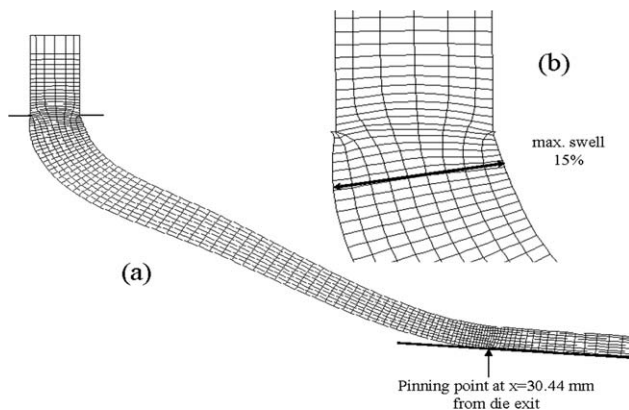 (b)
max. swell
15%
(a)
Pinning point at x=30.44 mm
from die exit